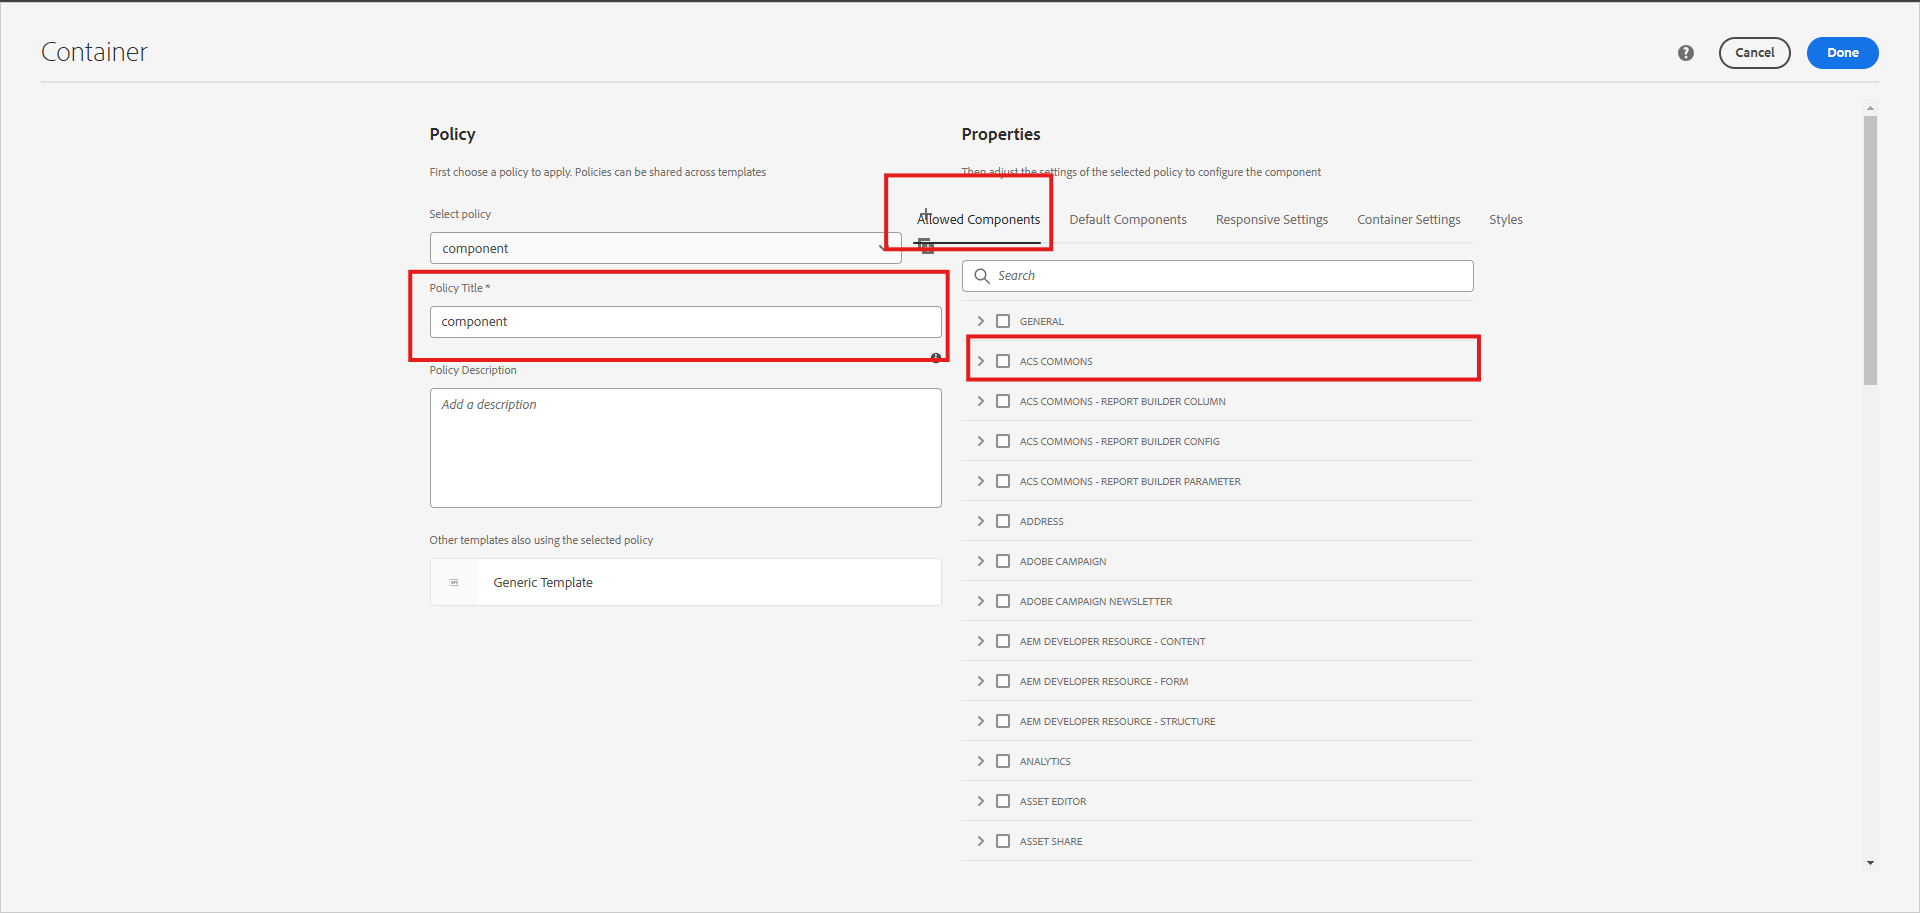 Container
Cancel
Done
Policy
First choose a policy to apply. Policies can be shared across templates
Select policy
component
Policy Title *
component
Policy Description
Add a description
Other templates also using the selected policy
Generic Template
Properties
Then adjust the settings of the selected policy to configure the component
Allowed Components Default Components Responsive Settings Container Settings Styles
Search
GENERAL
ACS COMMONS
ACS COMMONS - REPORT BUILDER COLUMN
ACS COMMONS - REPORT BUILDER CONFIG
ACS COMMONS - REPORT BUILDER PARAMETER
ADDRESS
ADOBE CAMPAIGN
ADOBE CAMPAIGN NEWSLETTER
AEM DEVELOPER RESOURCE - CONTENT
AEM DEVELOPER RESOURCE - FORM
AEM DEVELOPER RESOURCE - STRUCTURE
ANALYTICS
ASSET EDITOR
ASSET SHARE